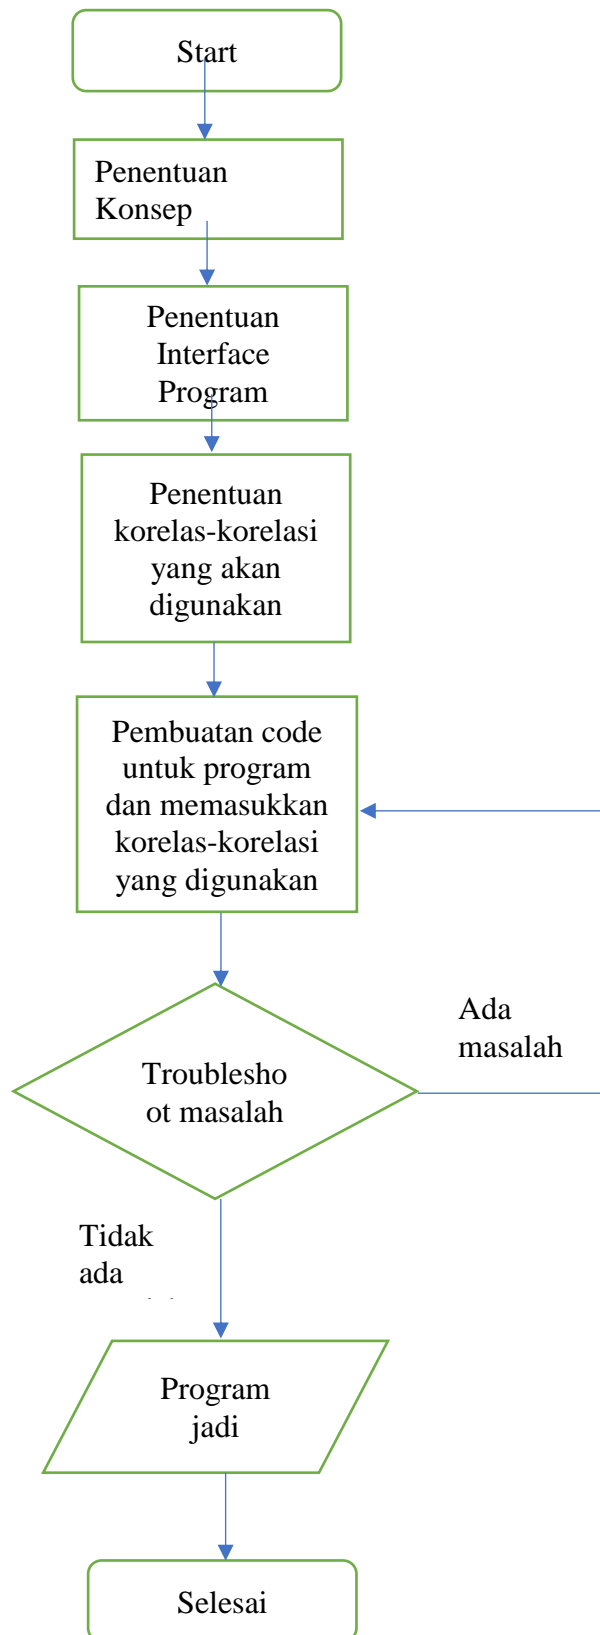 Start
Penentuan
Konsep
Penentuan
Interface
Program
Penentuan
korelas-korelasi
yang akan
digunakan
Pembuatan code
untuk program
dan memasukkan
korelas-korelasi
yang digunakan
Ada
masalah
Troublesho
ot masalah
Tidak
ada
Program
jadi
Selesai